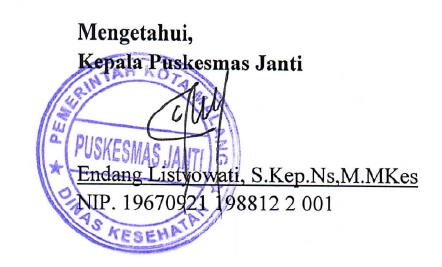 Mengetahui,
Kepala Puskesmas Janti
PEMERINTAH KOTA MALANG
PUSKESMAS JANTI
DINAS KESEHATAN
Endang Listyowati, S.Kep.Ns,M.MKes
NIP. 19670921 198812 2 001